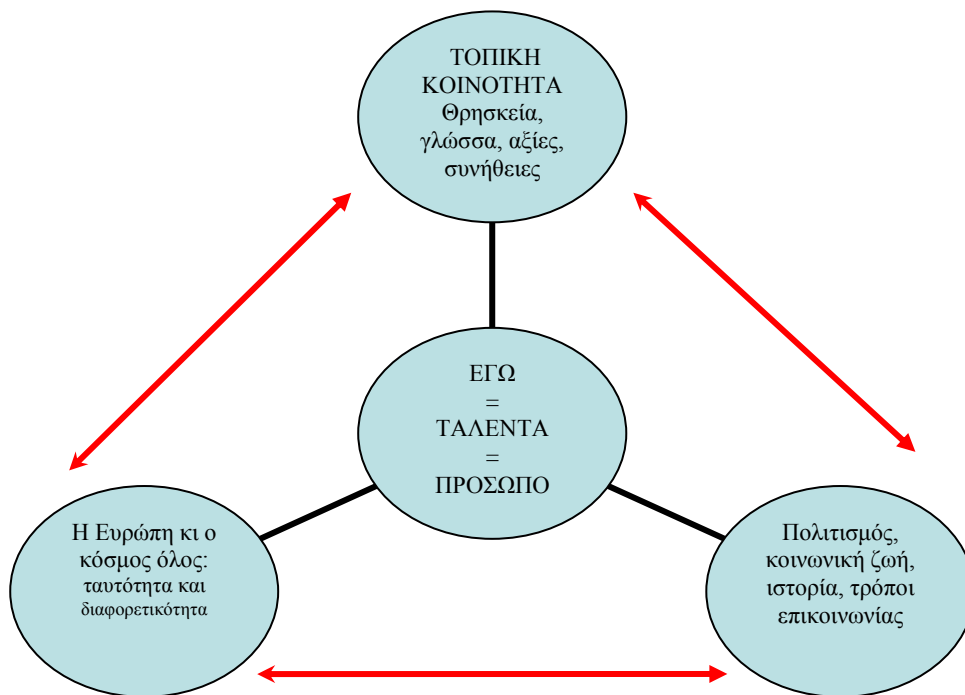 ΤΟΠΙΚΗ
ΚΟΙΝΟΤΗΤΑ
Θρησκεία,
γλώσσα, αξίες,
συνήθειες
ΕΓΩ
=
ΤΑΛΕΝΤΑ
=
ΠΡΟΣΩΠΟ
Η Ευρώπη κι ο
κόσμος όλος:
ταυτότητα και
διαφορετικότητα
Πολιτισμός,
κοινωνική ζωή,
ιστορία, τρόποι
επικοινωνίας